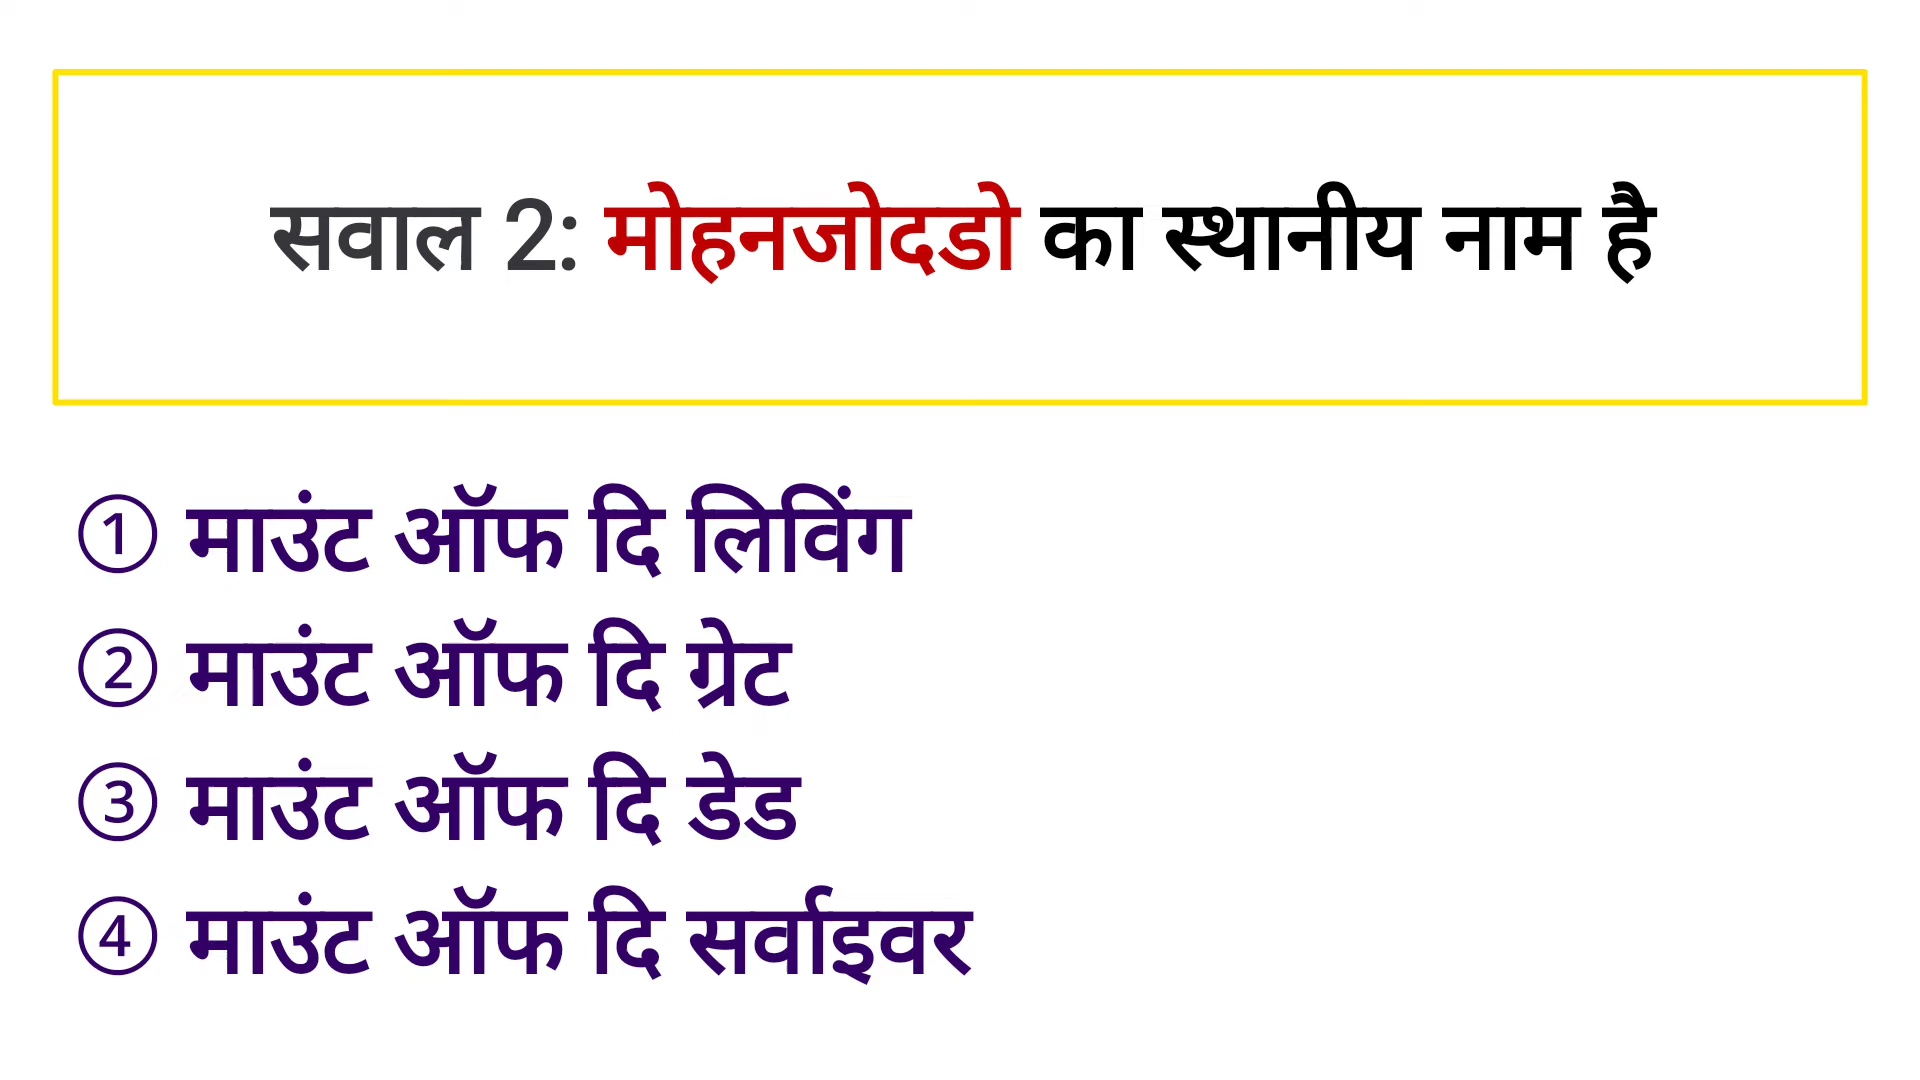 सवाल 2: मोहनजोदडो का स्थानीय नाम है
① माउंट ऑफ दि लिविंग
② माउंट ऑफ दि ग्रेट
③ माउंट ऑफ दि डेड
④ माउंट ऑफ दि सर्वाइवर